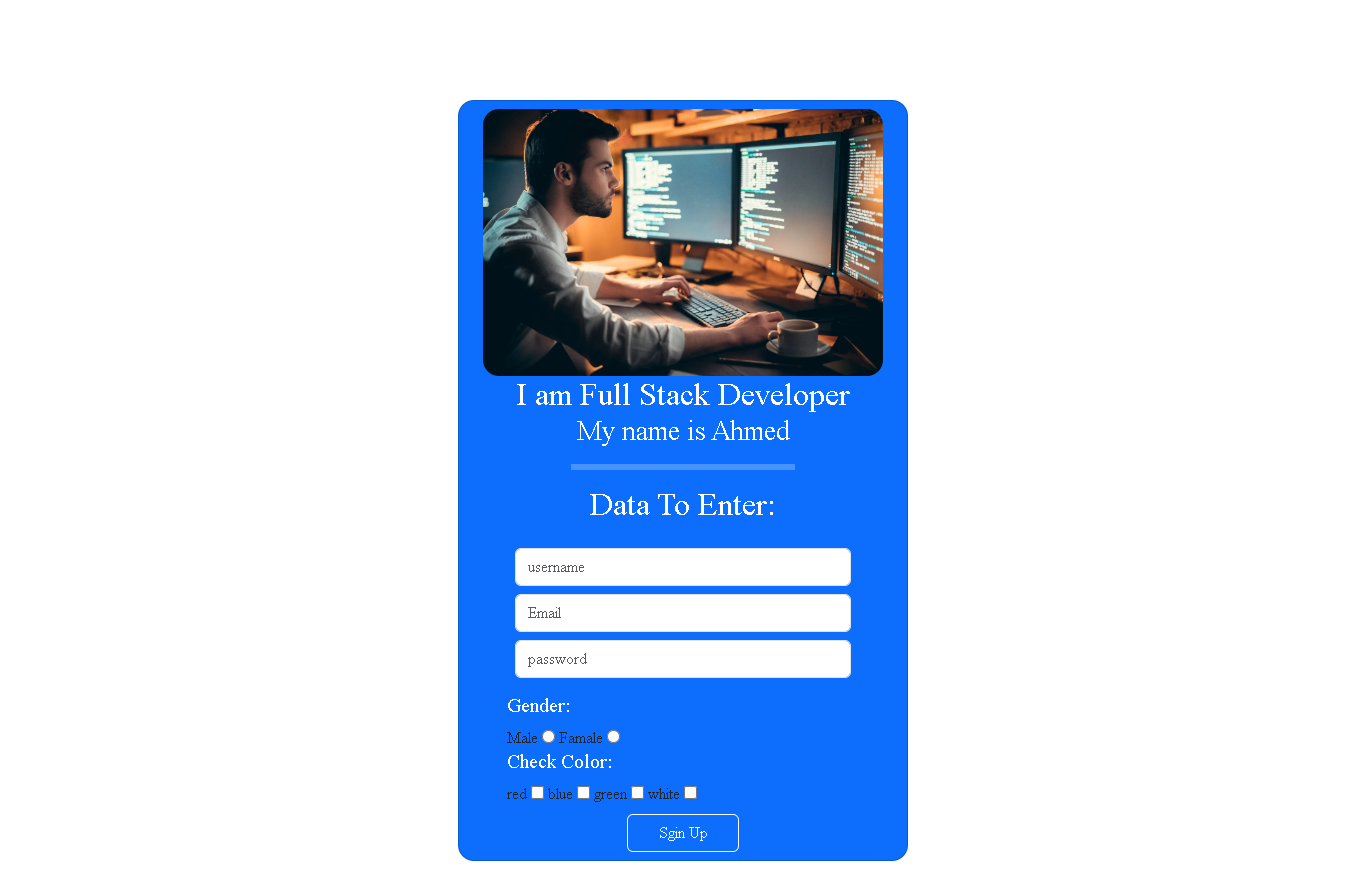 I am Full Stack Developer
My name is Ahmed
Data To Enter:
username
Email
password
Gender:
Male Famale
Check Color:
red blue green white
Sgin Up